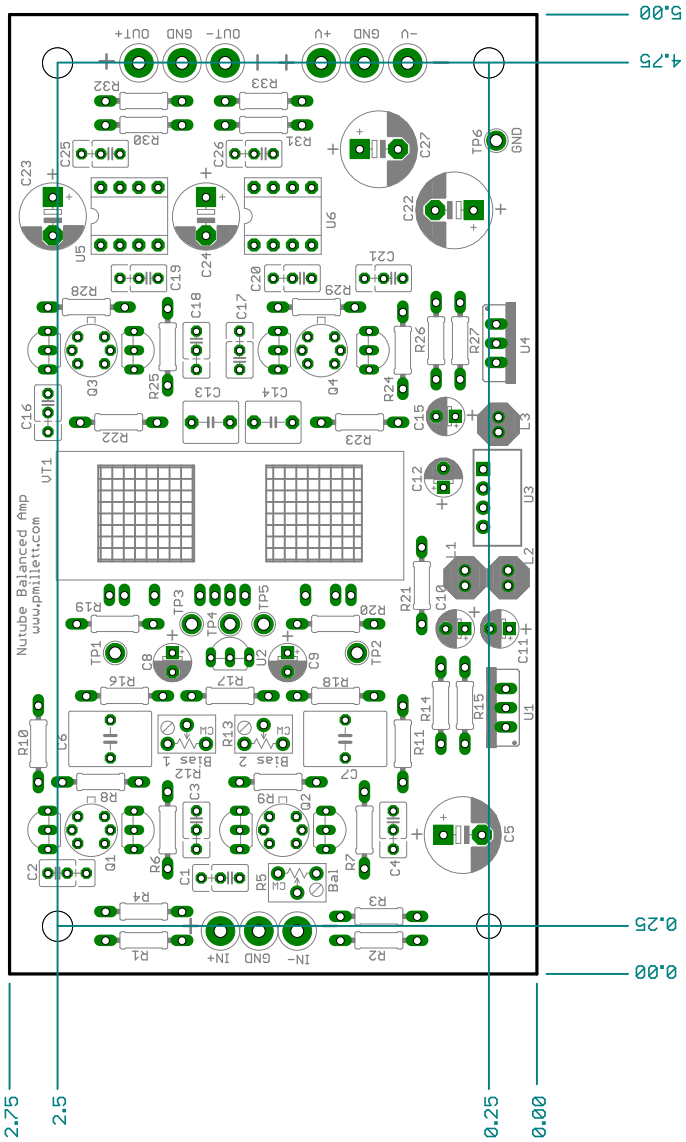 5.00
OUT+
GND
OUT-
+V
GND
-V
4.75
R32
R33
R30
R31
C25
C26
C27
TP6
GND
C23
C24
C22
U5
U6
C19
C20
C21
R28
R29
C18
C17
R26
R27
U4
Q3
R25
Q4
R24
C16
C13
C14
C15
L3
R22
R23
VT1
C12
U3
Nutube Balanced Amp
www.pmillett.com
L1
L2
R19
TP3
TP4
TP5
R20
R21
C10
C11
TP1
C8
U2
C9
TP2
R16
R17
R18
R14
R15
U1
R10
C6
CW
Bias 1
R12
R13
CW
Bias 2
C7
R11
R8
R9
C3
Q2
Q1
R6
R7
C4
C5
C2
C1
R5
CW
Bal
R4
R3
R1
IN+
GND
IN-
R2
0.25
0.00
2.75
2.5
0.25
0.00